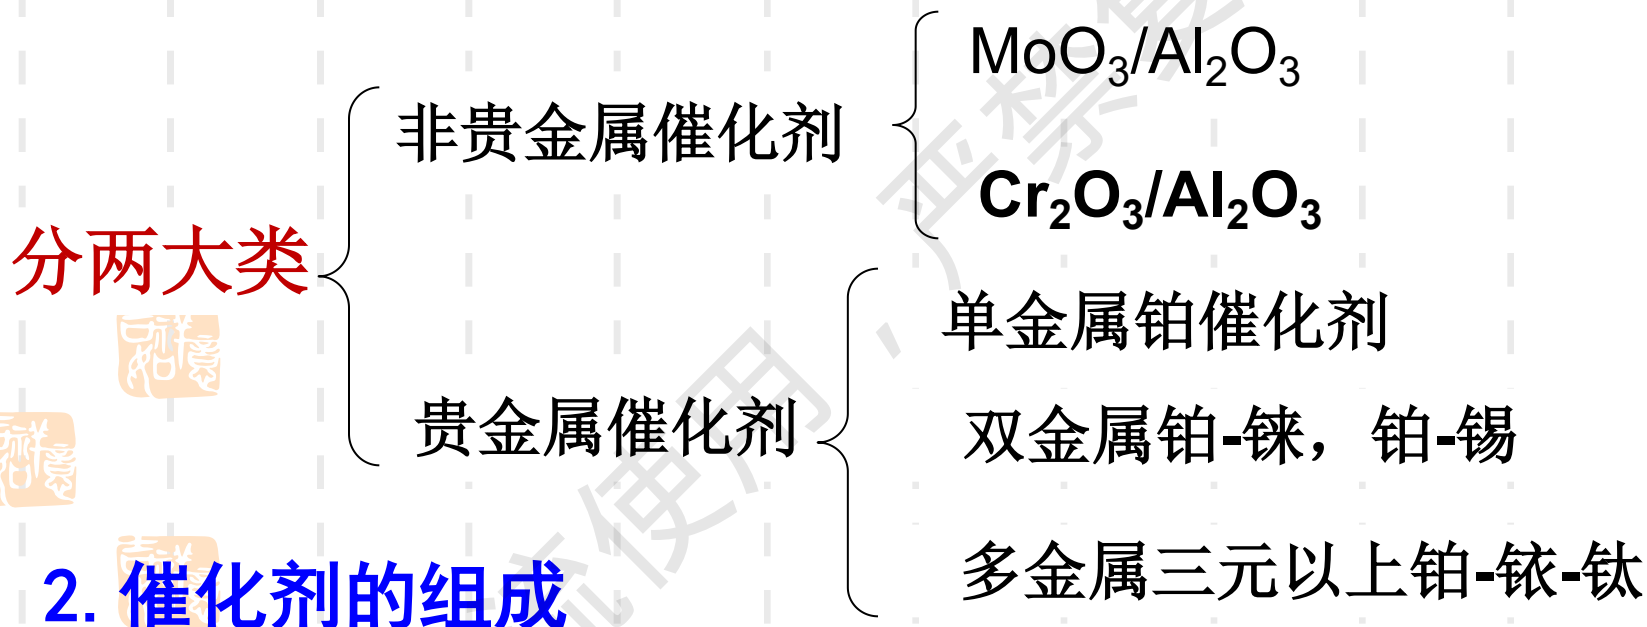 MoO₃/Al₂O₃
非贵金属催化剂
Cr₂O₃/Al₂O₃
分两大类
单金属铂催化剂
贵金属催化剂
双金属铂-铼，铂-锡
多金属三元以上铂-铱-钛
2. 催化剂的组成